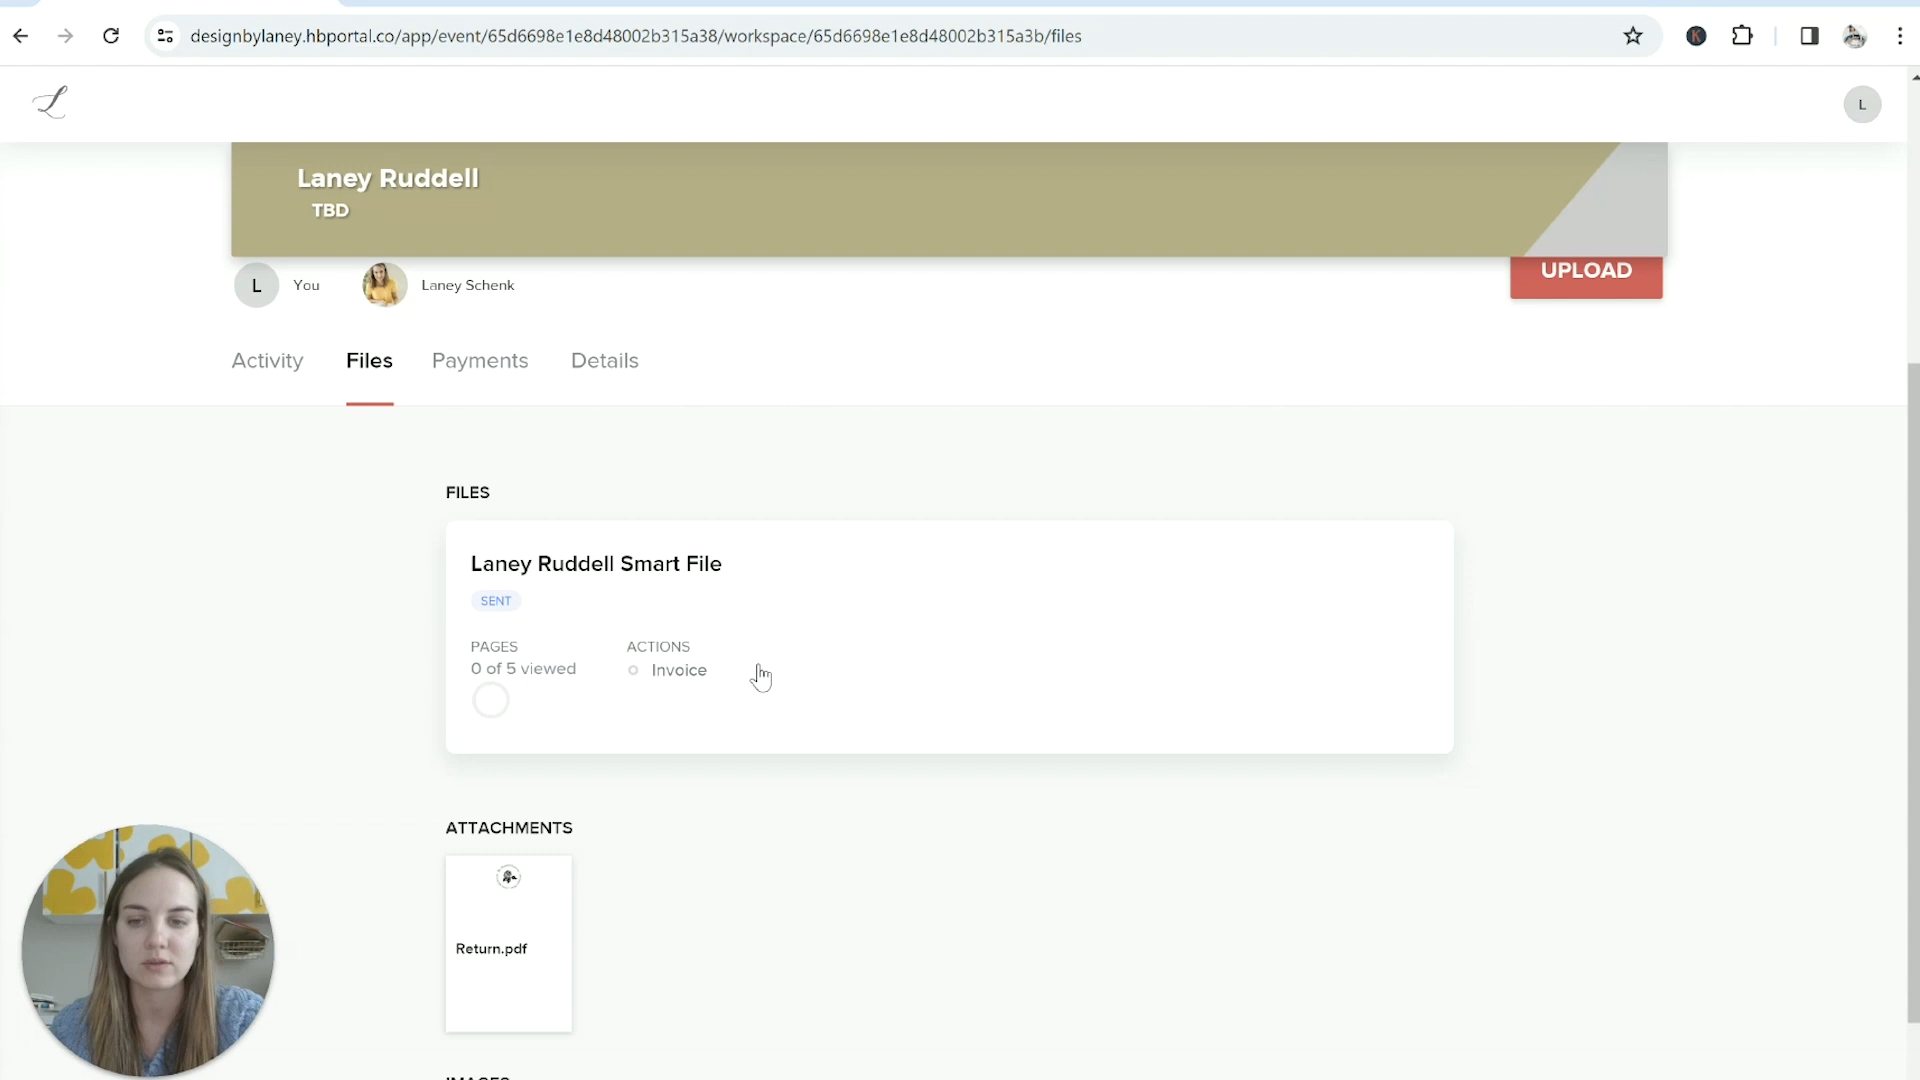 designbylaney.hbportal.co/app/event/65d6698e1e8d48002b315a38/workspace/65d6698e1e8d48002b315a3b/files
K
L
L
Laney Ruddell
TBD
L You Laney Schenk
UPLOAD
Activity Files Payments Details
FILES
Laney Ruddell Smart File
SENT
PAGES ACTIONS
0 of 5 viewed Invoice
ATTACHMENTS
Return.pdf
IMAGES